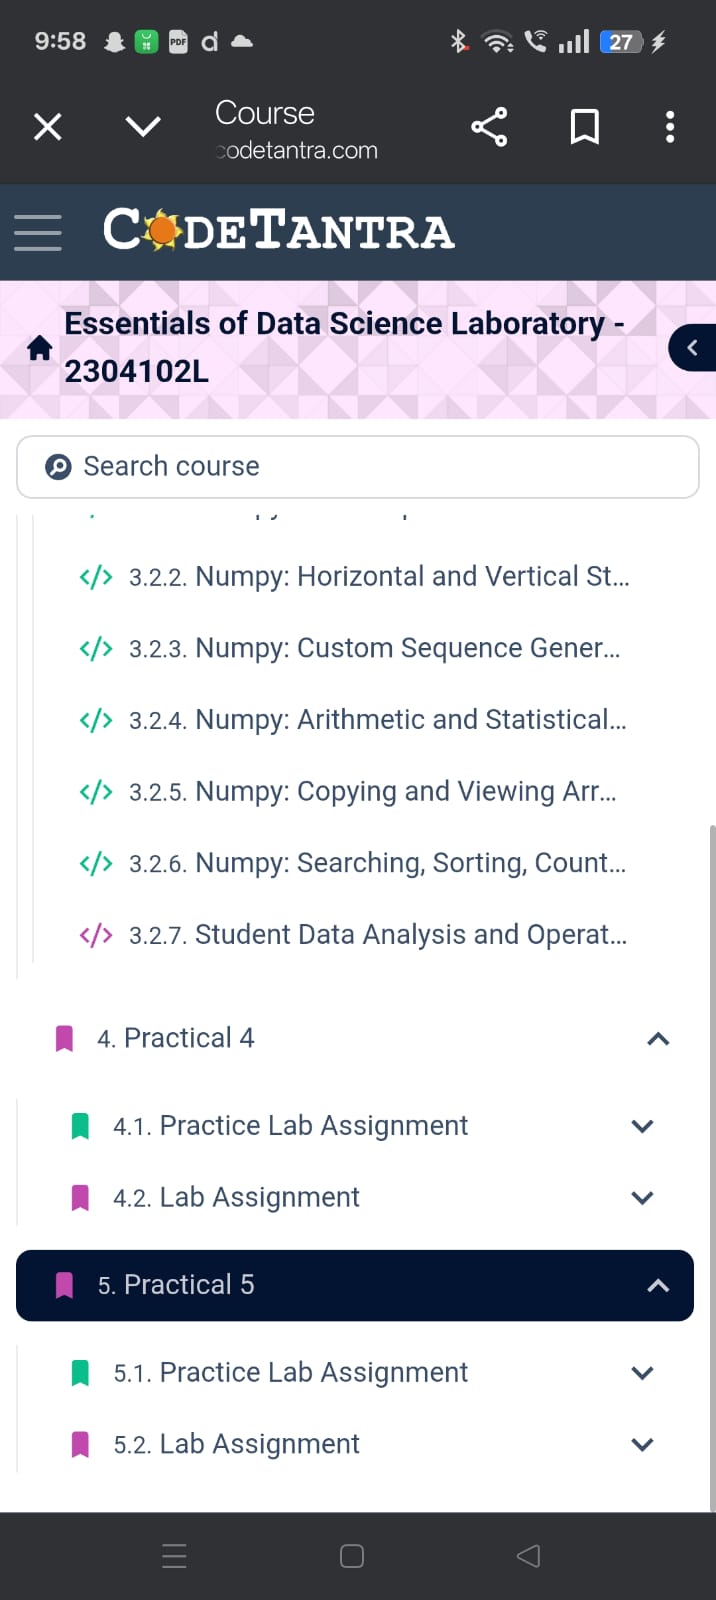 9:58
PDF
d
27
Course
codetantra.com
CODETANTRA
Essentials of Data Science Laboratory -
2304102L
Search course
3.2.2. Numpy: Horizontal and Vertical St...
3.2.3. Numpy: Custom Sequence Gener...
3.2.4. Numpy: Arithmetic and Statistical...
3.2.5. Numpy: Copying and Viewing Arr...
3.2.6. Numpy: Searching, Sorting, Count...
3.2.7. Student Data Analysis and Operat...
4. Practical 4
4.1. Practice Lab Assignment
4.2. Lab Assignment
5. Practical 5
5.1. Practice Lab Assignment
5.2. Lab Assignment